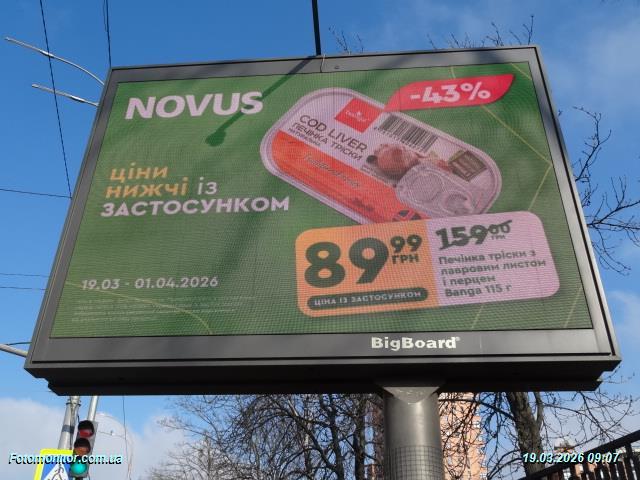 NOVUS
-43%
COD LIVER
ПЕЧІНКА ТРІСКИ
ЦІНИ
НИЖЧІ ІЗ
ЗАСТОСУНКОМ
89 99
ГРН
159 00
ГРН
ЦІНА ІЗ ЗАСТОСУНКОМ
Печінка тріски з
лавровим листом
і перцем
Banga 115 г
19.03 - 01.04.2026
BigBoard
Fotomonitor.com.ua
19.03.2026 09:07